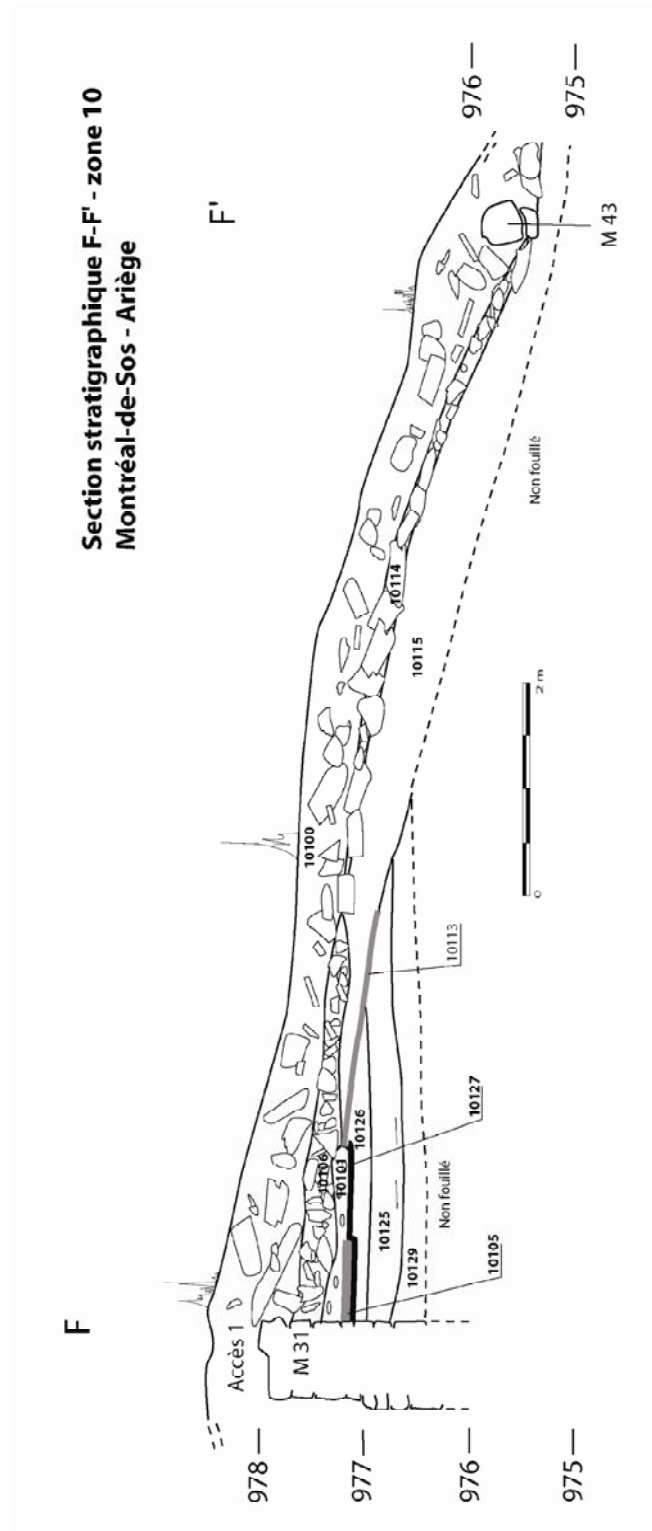 Section stratigraphique F-F' - zone 10
Montréal-de-Sos - Ariège
F
F'
Accès 1
M 31
978
977
976
975
976
975
10100
10106
10101
10126
10125
10129
10105
10127
10113
10114
10115
Non fouillé
Non fouillé
M 43
0
2 m